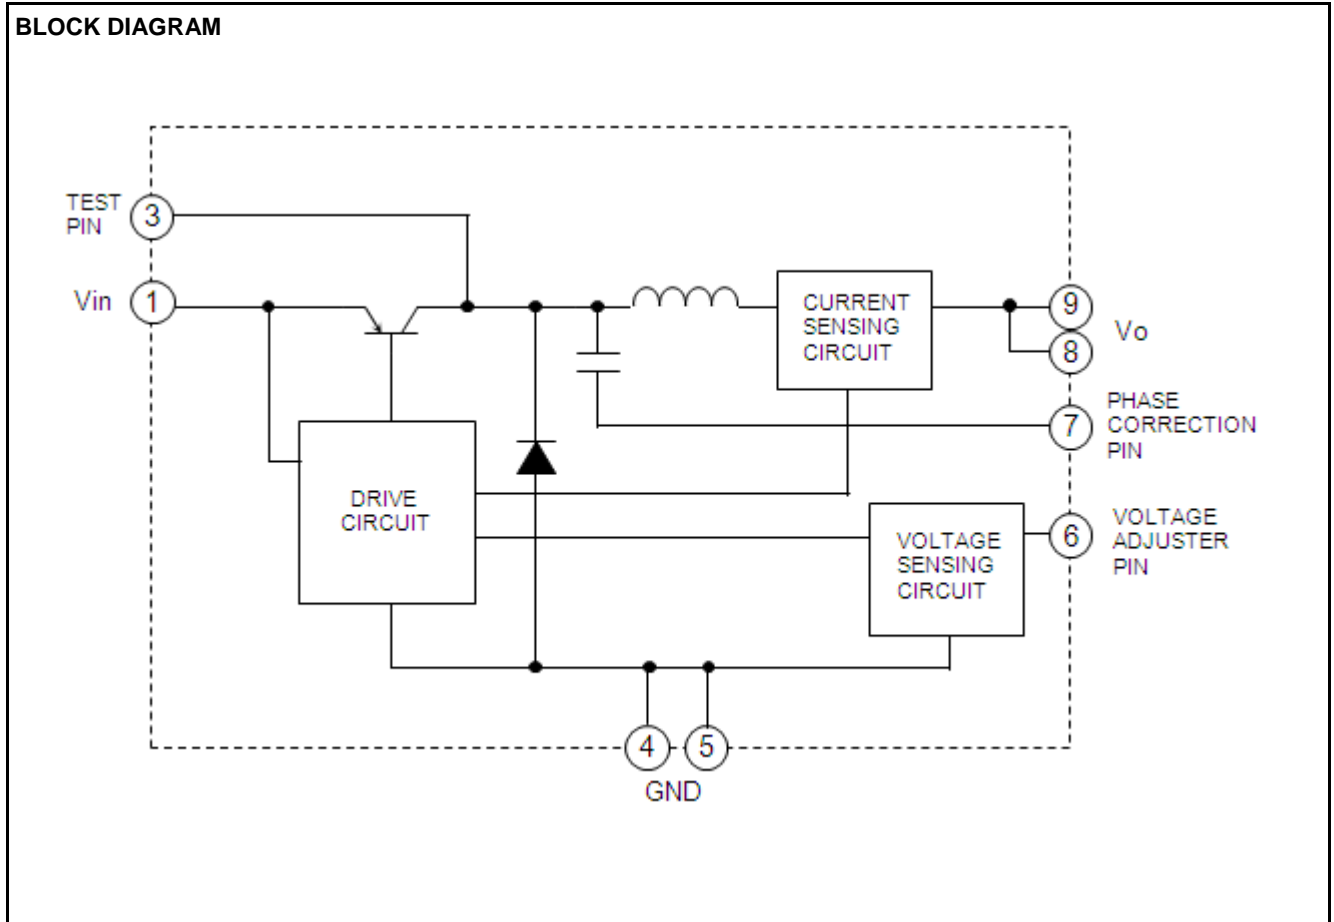 BLOCK DIAGRAM
TEST
PIN
3
Vin
1
CURRENT
SENSING
CIRCUIT
9
8
Vo
7
PHASE
CORRECTION
PIN
DRIVE
CIRCUIT
VOLTAGE
SENSING
CIRCUIT
6
VOLTAGE
ADJUSTER
PIN
4
5
GND